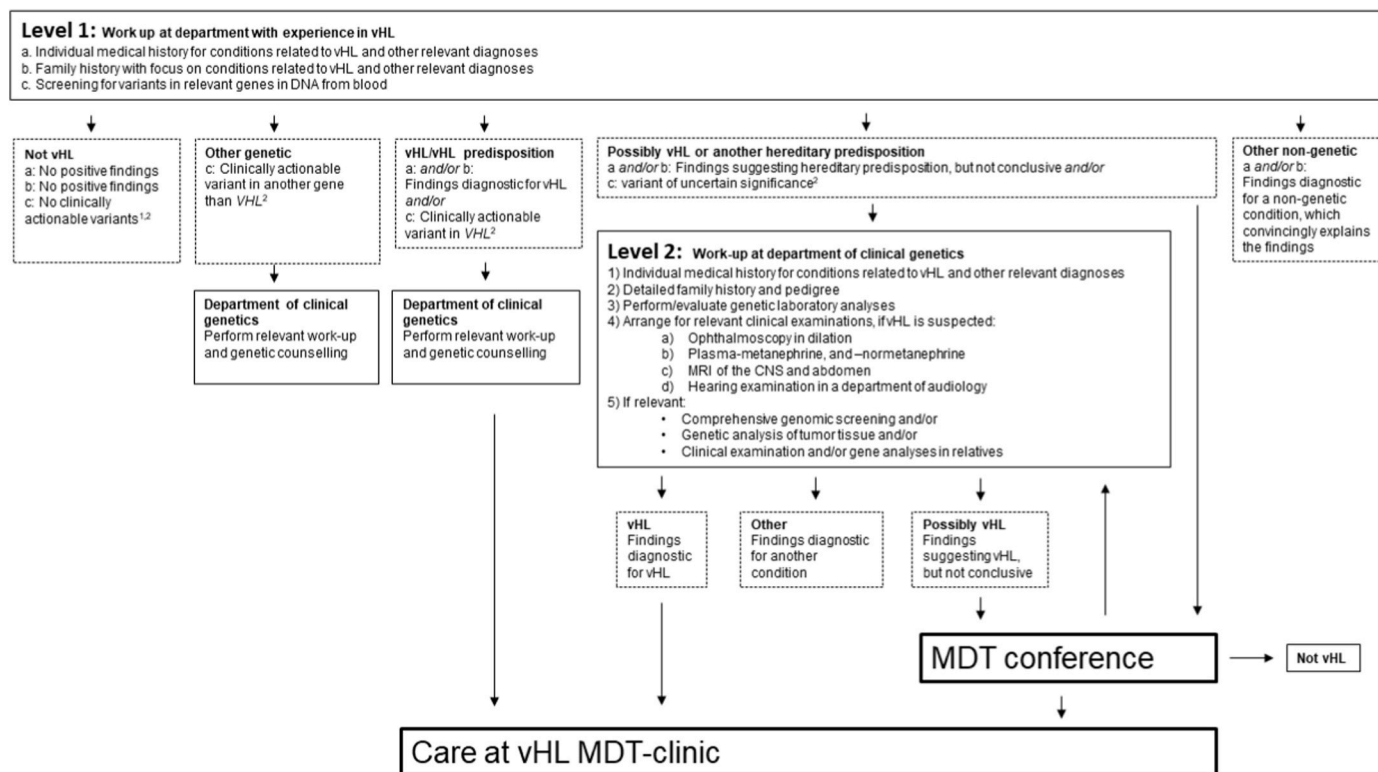 Level 1: Work up at department with experience in vHL
a. Individual medical history for conditions related to vHL and other relevant diagnoses
b. Family history with focus on conditions related to vHL and other relevant diagnoses
c. Screening for variants in relevant genes in DNA from blood
Not vHL
a: No positive findings
b: No positive findings
c: No clinically
actionable variants¹,²
Other genetic
c: Clinically actionable
variant in another gene
than VHL²
vHL/vHL predisposition
a: and/or b:
Findings diagnostic for vHL
and/or
c: Clinically actionable
variant in VHL²
Possibly vHL or another hereditary predisposition
a and/or b: Findings suggesting hereditary predisposition, but not conclusive and/or
c: variant of uncertain significance²
Other non-genetic
a and/or b:
Findings diagnostic
for a non-genetic
condition, which
convincingly explains
the findings
Department of clinical
genetics
Perform relevant work-up
and genetic counselling
Department of clinical
genetics
Perform relevant work-up
and genetic counselling
Level 2: Work-up at department of clinical genetics
1) Individual medical history for conditions related to vHL and other relevant diagnoses
2) Detailed family history and pedigree
3) Perform/evaluate genetic laboratory analyses
4) Arrange for relevant clinical examinations, if vHL is suspected:
a) Ophthalmoscopy in dilation
b) Plasma-metanephrine, and –normetanephrine
c) MRI of the CNS and abdomen
d) Hearing examination in a department of audiology
5) If relevant:
• Comprehensive genomic screening and/or
• Genetic analysis of tumor tissue and/or
• Clinical examination and/or gene analyses in relatives
vHL
Findings
diagnostic
for vHL
Other
Findings diagnostic
for another
condition
Possibly vHL
Findings
suggesting vHL,
but not conclusive
MDT conference
Not vHL
Care at vHL MDT-clinic